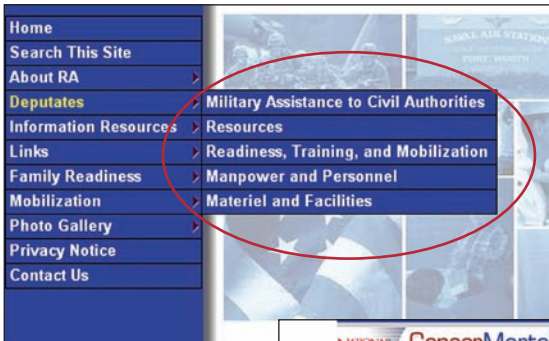 Home
Search This Site
About RA
Deputates
Information Resources
Links
Family Readiness
Mobilization
Photo Gallery
Privacy Notice
Contact Us
Military Assistance to Civil Authorities
Resources
Readiness, Training, and Mobilization
Manpower and Personnel
Materiel and Facilities
NAVAL AIR STATION
FORT WORTH